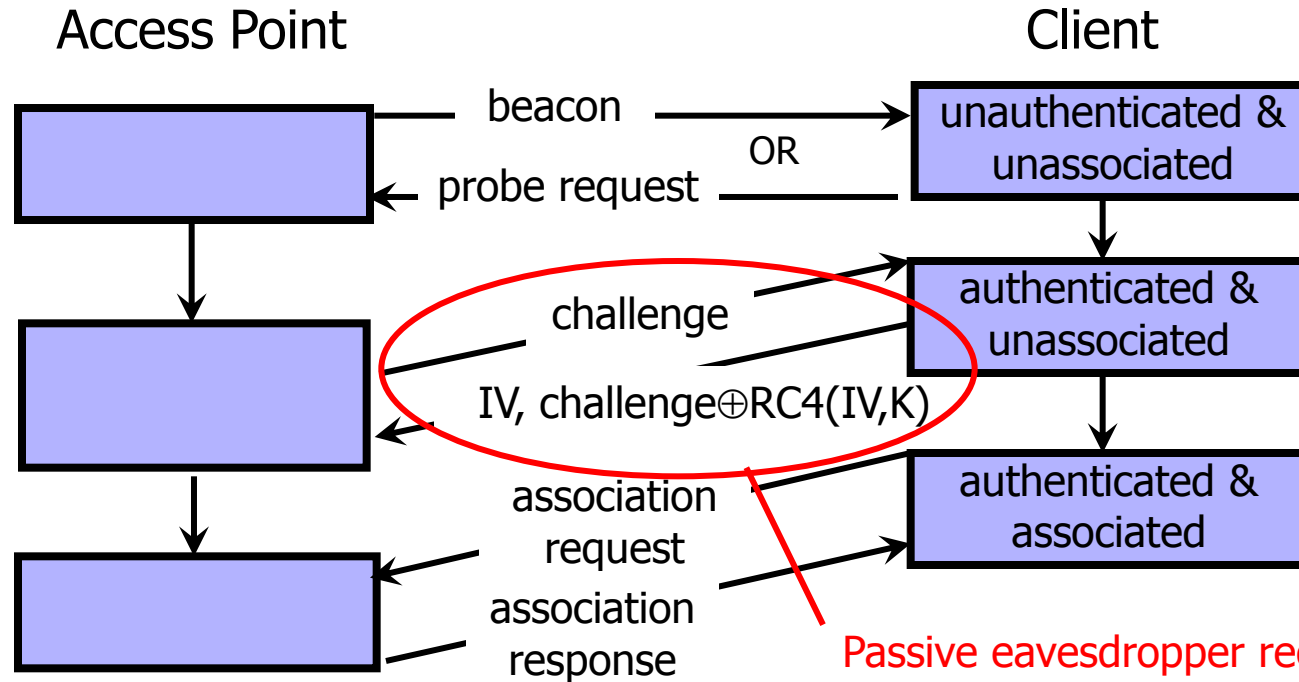 Access Point
Client
beacon
OR
probe request
unauthenticated &
unassociated
challenge
authenticated &
unassociated
IV, challenge⊕RC4(IV,K)
association
request
authenticated &
associated
association
response
Passive eavesdropper